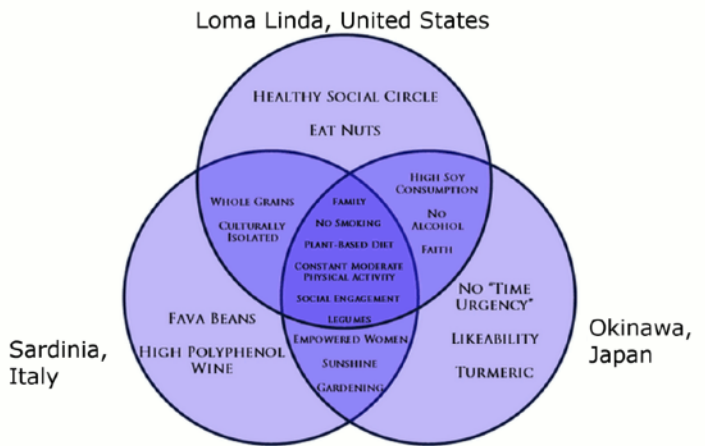 Loma Linda, United States
HEALTHY SOCIAL CIRCLE
EAT NUTS
HIGH SOY
CONSUMPTION
NO
ALCOHOL
FAITH
WHOLE GRAINS
CULTURALLY
ISOLATED
FAMILY
NO SMOKING
PLANT-BASED DIET
CONSTANT MODERATE
PHYSICAL ACTIVITY
SOCIAL ENGAGEMENT
LEGUMES
EMPOWERED WOMEN
SUNSHINE
GARDENING
FAVA BEANS
HIGH POLYPHENOL
WINE
NO "TIME
URGENCY"
LIKEABILITY
TURMERIC
Sardinia,
Italy
Okinawa,
Japan